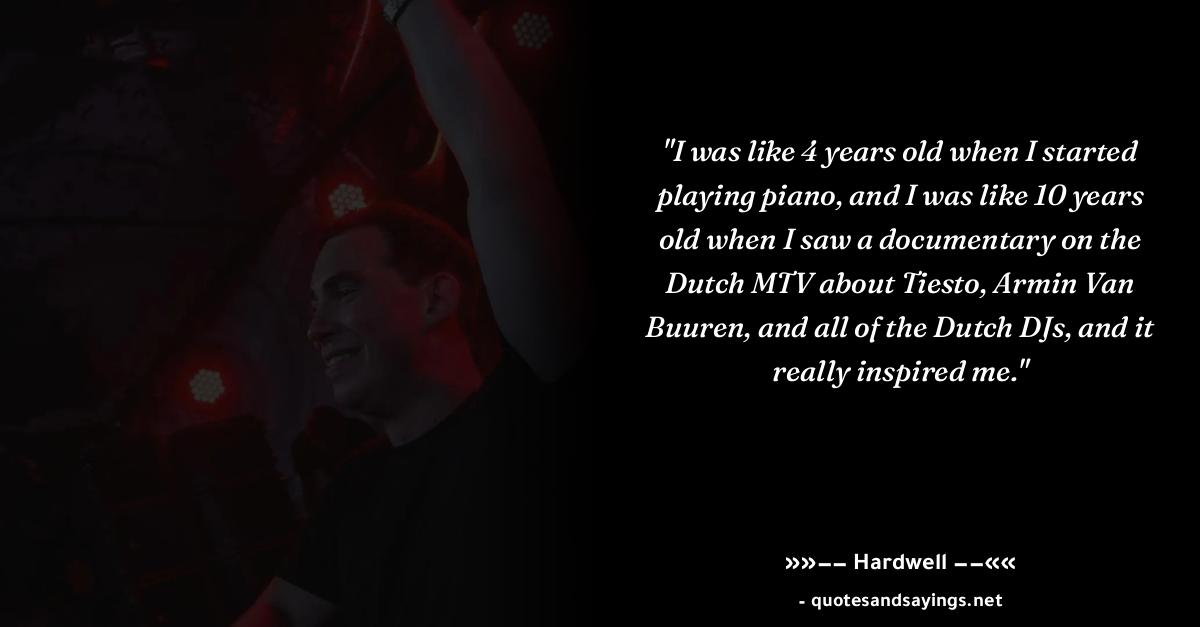 "I was like 4 years old when I started
playing piano, and I was like 10 years
old when I saw a documentary on the
Dutch MTV about Tiesto, Armin Van
Buuren, and all of the Dutch DJs, and it
really inspired me."
»»–– Hardwell ––««
- quotesandsayings.net